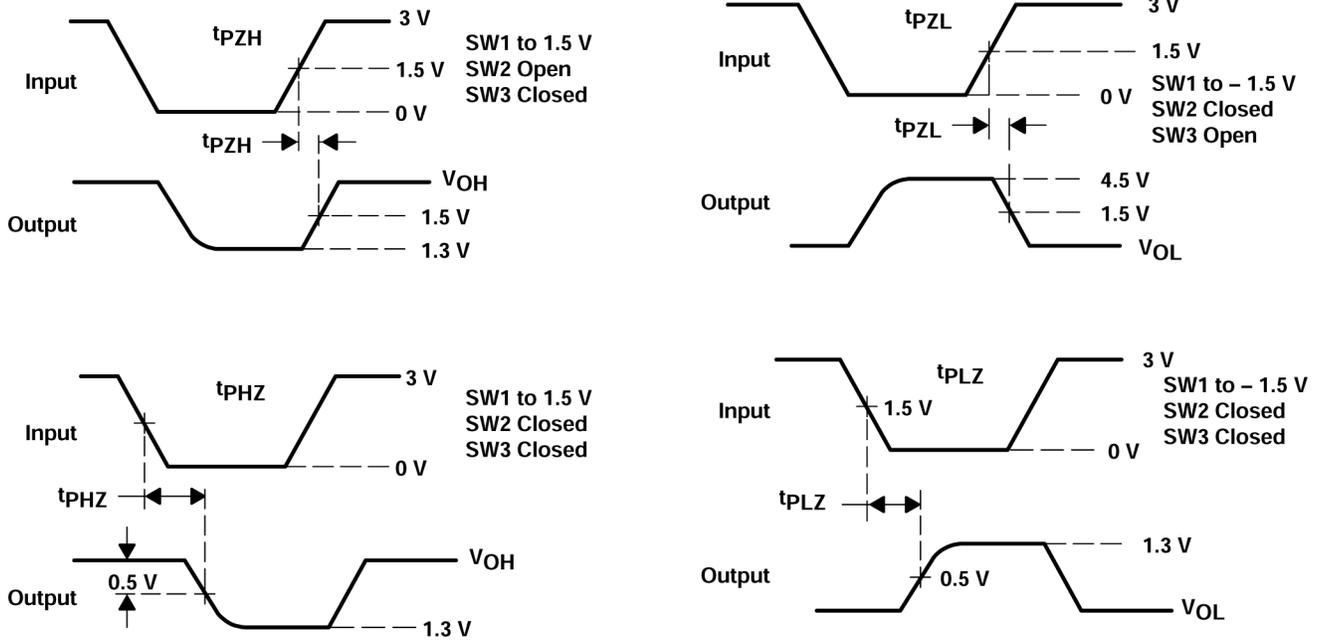 tPZH
3 V
Input
1.5 V
0 V
SW1 to 1.5 V
SW2 Open
SW3 Closed
tPZH
VOH
Output
1.5 V
1.3 V
tPZL
3 V
Input
1.5 V
0 V
SW1 to – 1.5 V
SW2 Closed
SW3 Open
tPZL
4.5 V
Output
1.5 V
VOL
tPHZ
3 V
Input
0 V
SW1 to 1.5 V
SW2 Closed
SW3 Closed
tPHZ
VOH
0.5 V
Output
1.3 V
tPLZ
3 V
Input
1.5 V
0 V
SW1 to – 1.5 V
SW2 Closed
SW3 Closed
tPLZ
1.3 V
Output
0.5 V
VOL